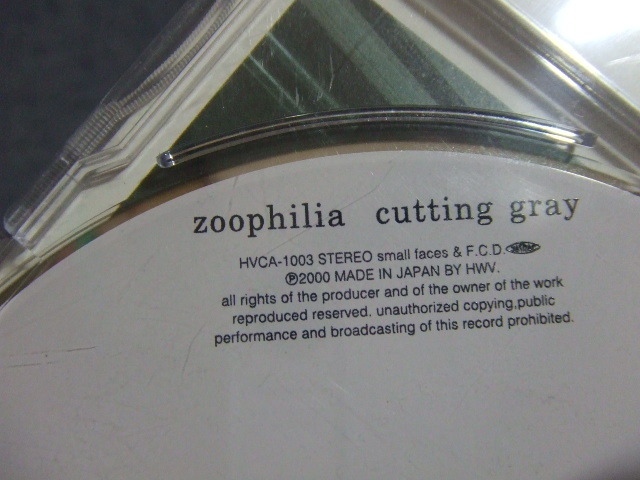 zoophilia cutting gray
HVCA-1003 STEREO small faces & F.C.D.
Ⓟ2000 MADE IN JAPAN BY HWV.
all rights of the producer and of the owner of the work
reproduced reserved. unauthorized copying,public
performance and broadcasting of this record prohibited.